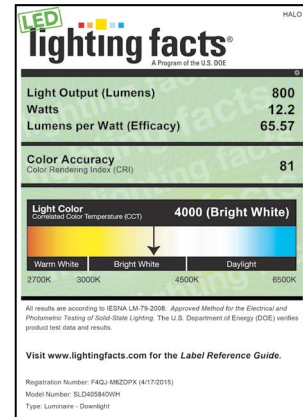 HALO
LED
lighting facts®
A Program of the U.S. DOE
Light Output (Lumens) 800
Watts 12.2
Lumens per Watt (Efficacy) 65.57
Color Accuracy
Color Rendering Index (CRI) 81
Light Color
Correlated Color Temperature (CCT) 4000 (Bright White)
Warm White Bright White Daylight
2700K 3000K 4500K 6500K
All results are according to IESNA LM-79-2008: Approved Method for the Electrical and
Photometric Testing of Solid-State Lighting. The U.S. Department of Energy (DOE) verifies
product test data and results.
Visit www.lightingfacts.com for the Label Reference Guide.
Registration Number: F4QJ-M6ZOPX (4/17/2015)
Model Number: SLD405840WH
Type: Luminaire - Downlight